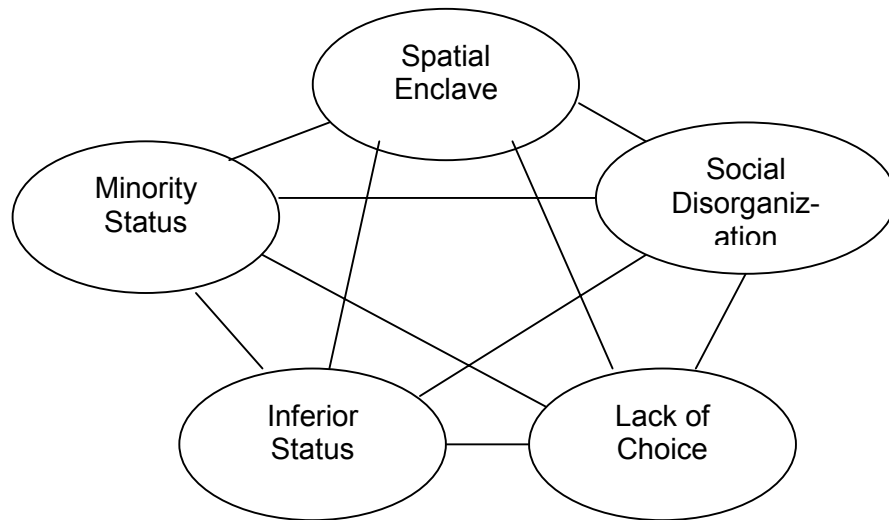 Spatial
Enclave
Minority
Status
Social
Disorganiz-
ation
Inferior
Status
Lack of
Choice